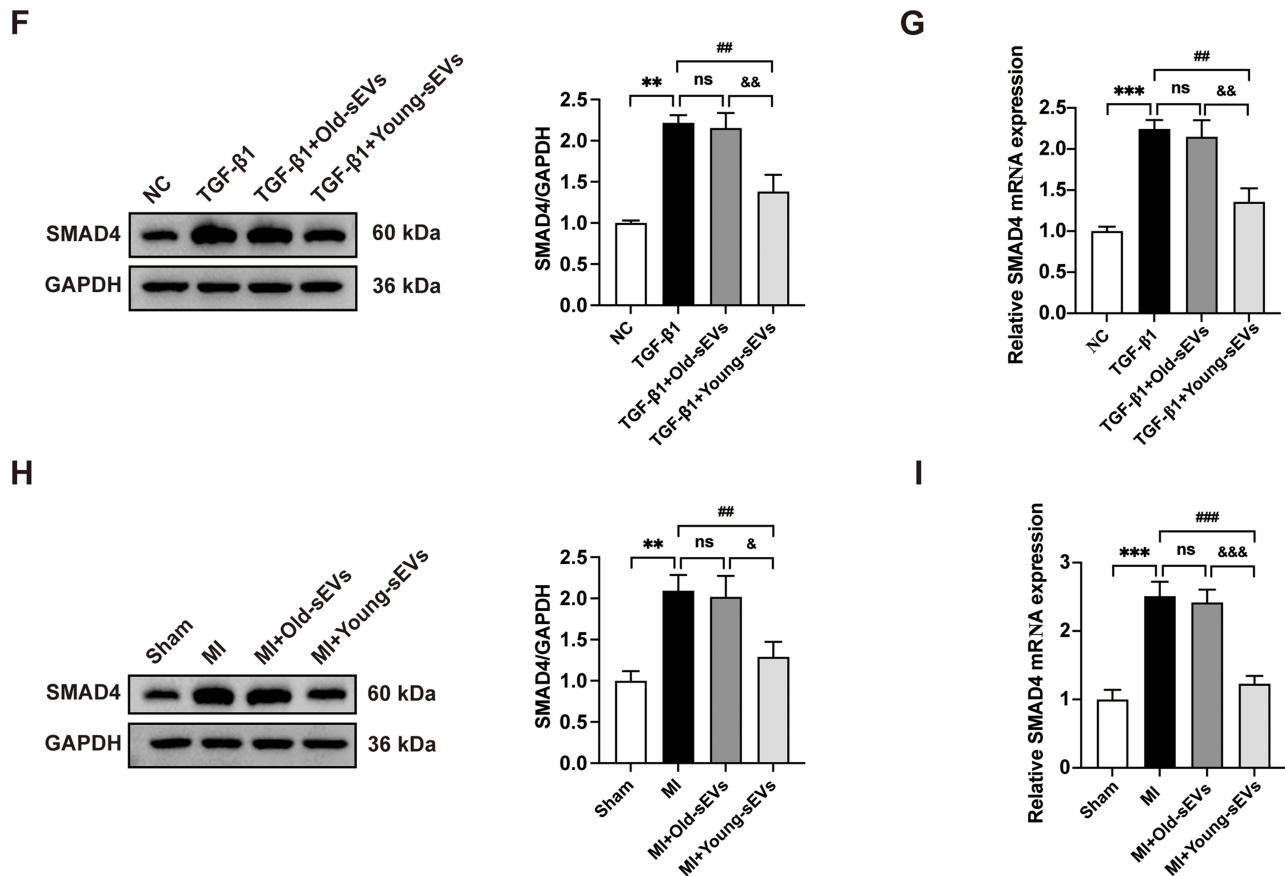 F
NC
TGF-β1
TGF-β1+Old-sEVs
TGF-β1+Young-sEVs
SMAD4
60 kDa
GAPDH
36 kDa
SMAD4/GAPDH
2.5
2.0
1.5
1.0
0.5
0.0
##
** ns &&
NC
TGF-β1
TGF-β1+Old-sEVs
TGF-β1+Young-sEVs
G
Relative SMAD4 mRNA expression
2.5
2.0
1.5
1.0
0.5
0.0
##
*** ns &&
NC
TGF-β1
TGF-β1+Old-sEVs
TGF-β1+Young-sEVs
H
Sham
MI
MI+Old-sEVs
MI+Young-sEVs
SMAD4
60 kDa
GAPDH
36 kDa
SMAD4/GAPDH
2.5
2.0
1.5
1.0
0.5
0.0
##
** ns &
Sham
MI
MI+Old-sEVs
MI+Young-sEVs
I
Relative SMAD4 mRNA expression
3
2
1
0
###
*** ns &&&
Sham
MI
MI+Old-sEVs
MI+Young-sEVs